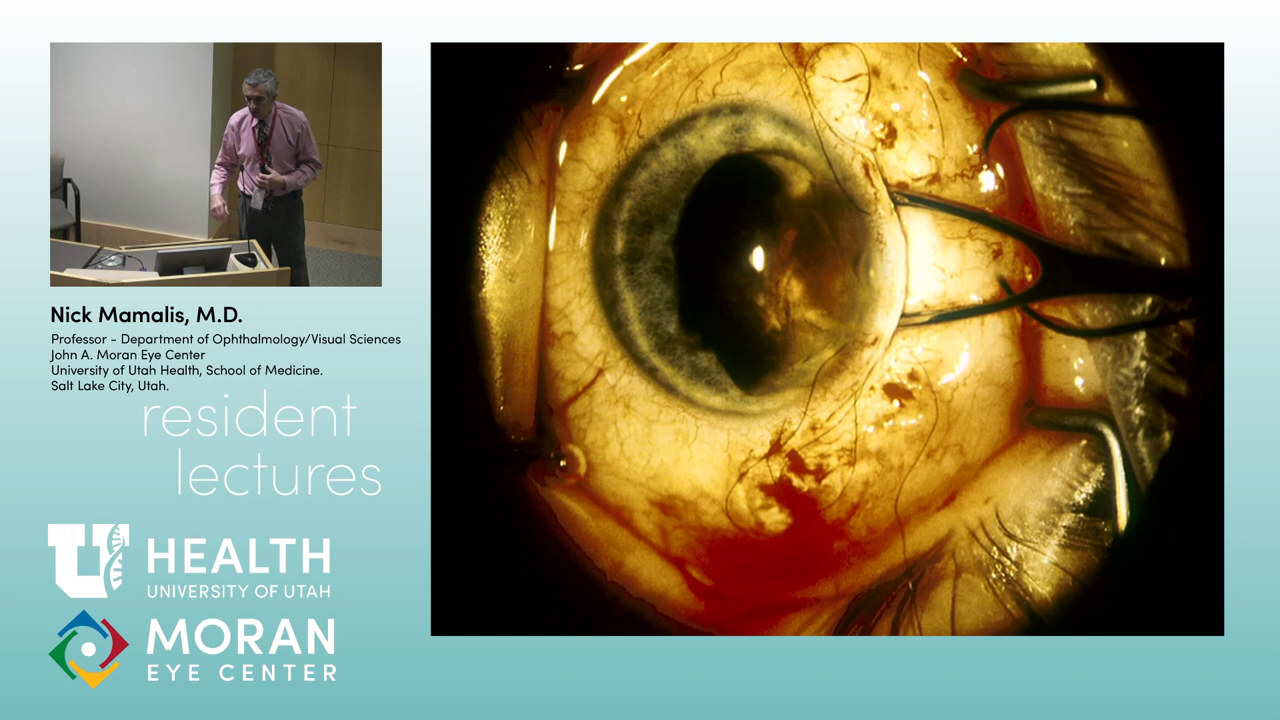 Nick Mamalis, M.D.
Professor - Department of Ophthalmology/Visual Sciences
John A. Moran Eye Center
University of Utah Health, School of Medicine.
Salt Lake City, Utah.
resident
lectures
U HEALTH
UNIVERSITY OF UTAH
MORAN
EYE CENTER